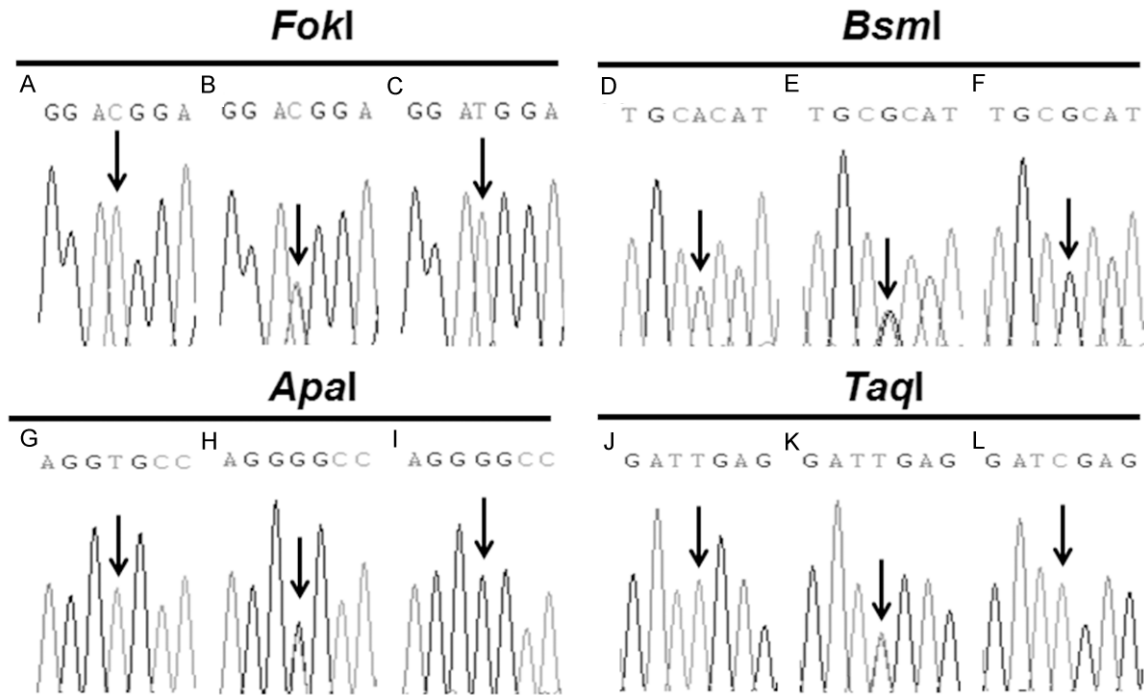 FokI
BsmI
A
B
C
D
E
F
GG ACGGA
GG ACGGA
GG ATGGA
TGCACAT
TGCGCAT
TGCGCAT
ApaI
TaqI
G
H
I
J
K
L
AGGTGCC
AGGGGCC
AGGGGCC
GATTGAG
GATTGAG
GATCGAG